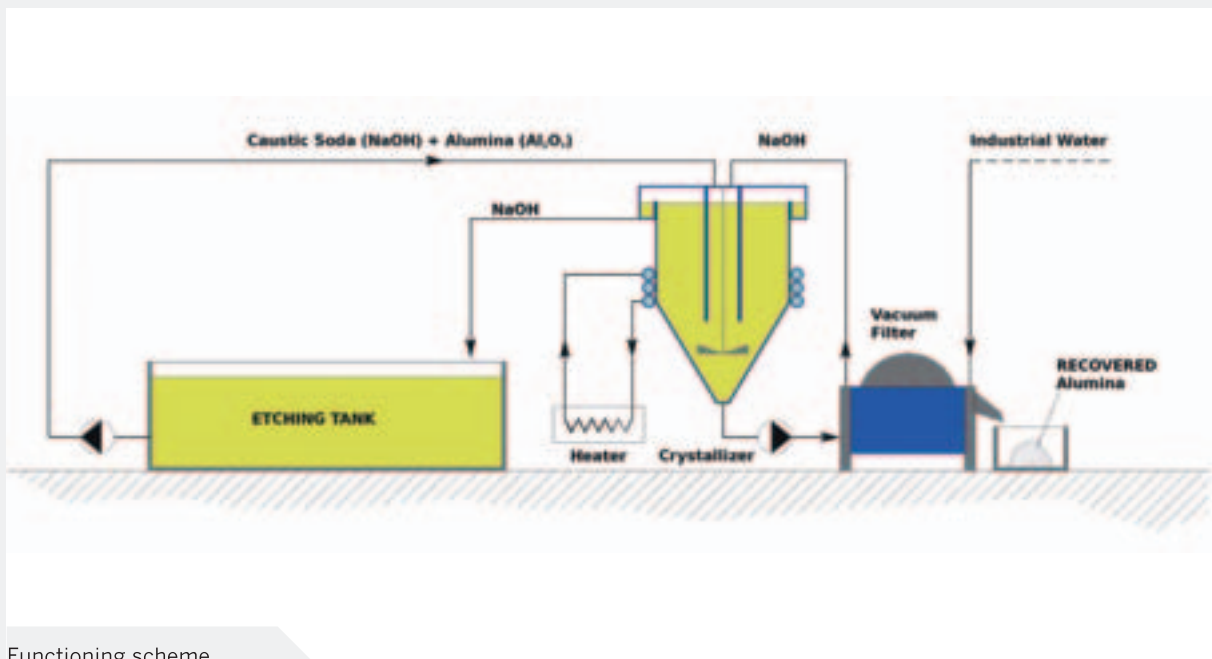 Caustic Soda (NaOH) + Alumina (Al₂O₃)
NaOH
Industrial Water
NaOH
Vacuum
Filter
RECOVERED
Alumina
ETCHING TANK
Heater
Crystallizer
Functioning scheme